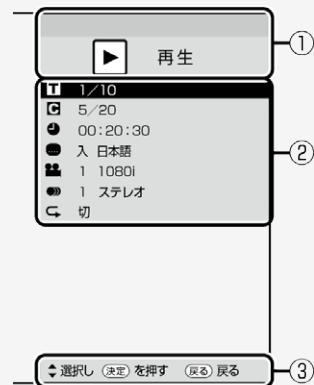 再生
①
T 1/10
C 5/20
00:20:30
入 日本語
②
1 1080i
1 ステレオ
切
選択し 決定 を押す 戻る 戻る
③